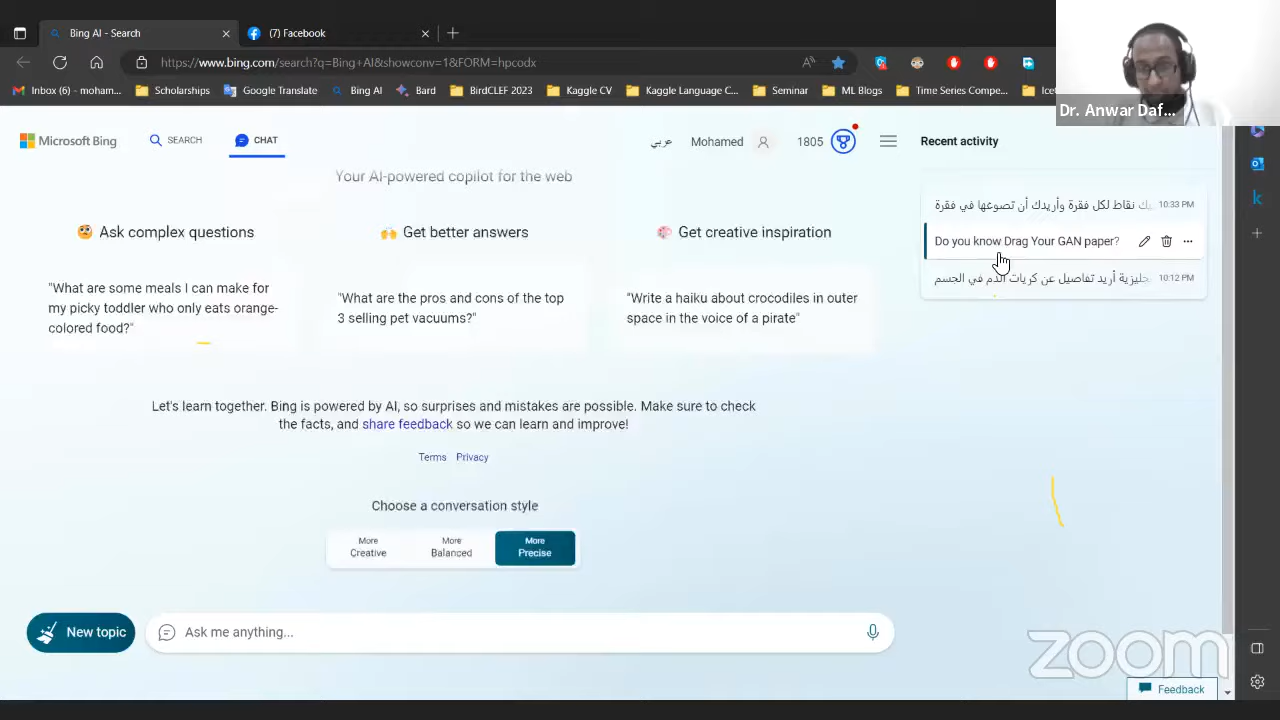 Bing AI - Search
(7) Facebook
https://www.bing.com/search?q=Bing+AI&showconv=1&FORM=hpcodx
Inbox (6) - moham...
Scholarships
Google Translate
Bing AI
Bard
BirdCLEF 2023
Kaggle CV
Kaggle Language C...
Seminar
ML Blogs
Time Series Compe...
Dr. Anwar Daf...
Microsoft Bing
SEARCH
CHAT
عربي
Mohamed
1805
Recent activity
Your AI-powered copilot for the web
نقاط لكل فقرة وأريدك أن تصوغها في فقرة
10:33 PM
Do you know Drag Your GAN paper?
أريد تفاصيل عن كريات الدم في الجسم
10:12 PM
Ask complex questions
Get better answers
Get creative inspiration
"What are some meals I can make for
my picky toddler who only eats orange-
colored food?"
"What are the pros and cons of the top
3 selling pet vacuums?"
"Write a haiku about crocodiles in outer
space in the voice of a pirate"
Let's learn together. Bing is powered by AI, so surprises and mistakes are possible. Make sure to check
the facts, and share feedback so we can learn and improve!
Terms Privacy
Choose a conversation style
More
Creative
More
Balanced
More
Precise
New topic
Ask me anything...
zoom
Feedback